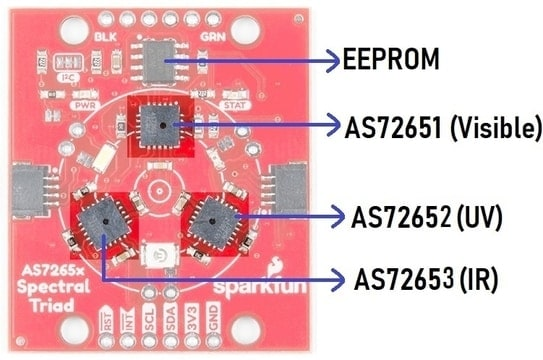 BLK
GRN
EEPROM
I²C
PWR
STAT
AS72651 (Visible)
AS72652 (UV)
AS72653 (IR)
AS7265x
Spectral
Triad
sparkfun
RST
INT
SCL
SDA
3V3
GND